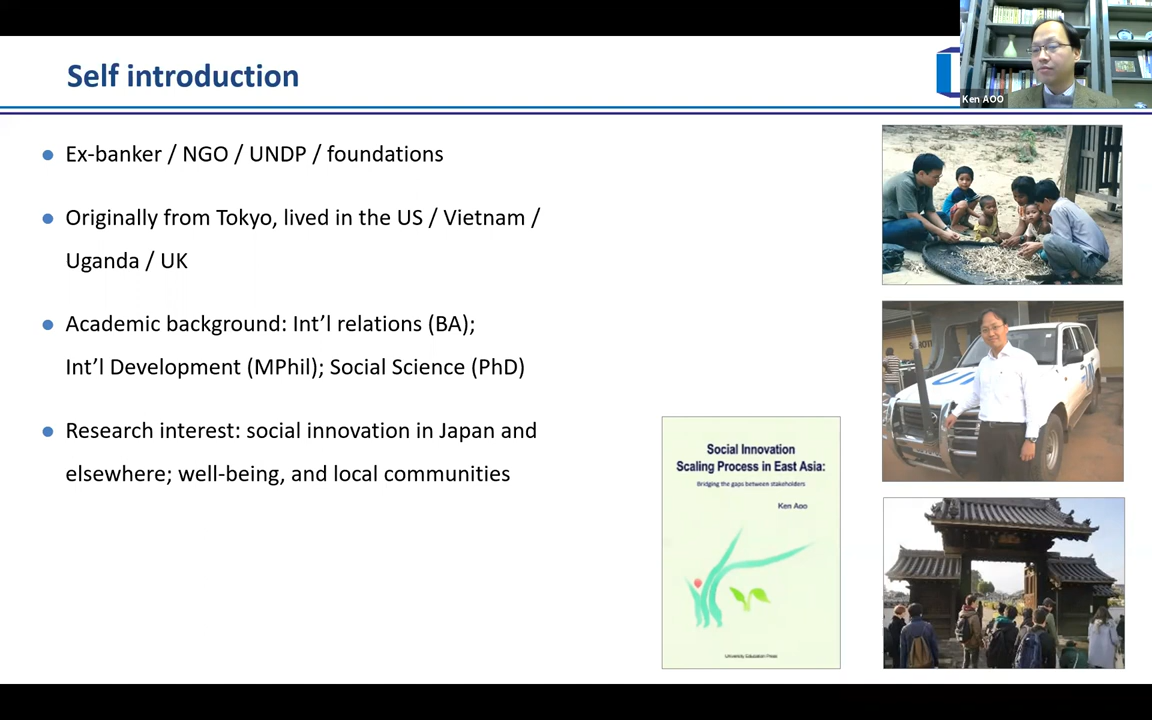 Self introduction
Ken AOO
Ex-banker / NGO / UNDP / foundations
Originally from Tokyo, lived in the US / Vietnam /
Uganda / UK
Academic background: Int’l relations (BA);
Int’l Development (MPhil); Social Science (PhD)
Research interest: social innovation in Japan and
elsewhere; well-being, and local communities
Social Innovation
Scaling Process in East Asia:
Bridging the gaps between stakeholders
Ken Aoo
University Education Press